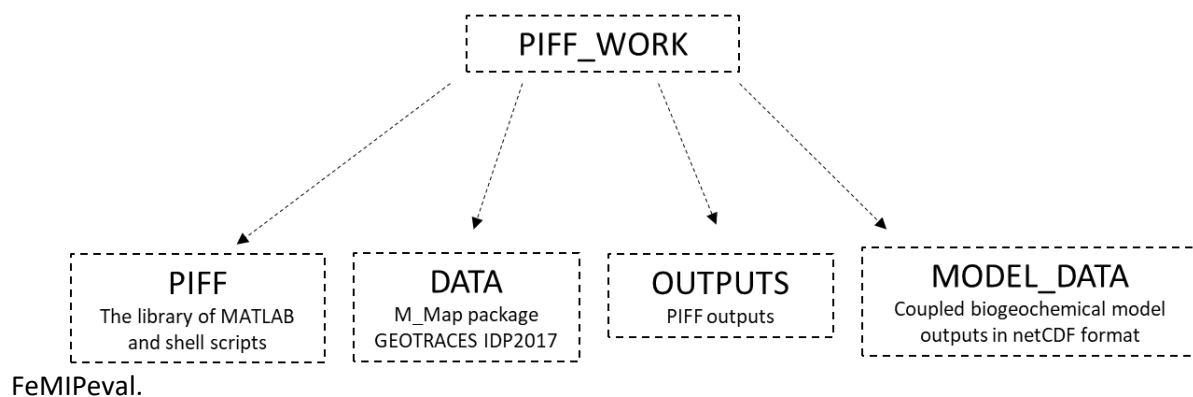 PIFF_WORK
PIFF
The library of MATLAB
and shell scripts
DATA
M_Map package
GEOTRACES IDP2017
OUTPUTS
PIFF outputs
MODEL_DATA
Coupled biogeochemical model
outputs in netCDF format
FeMIPeval.